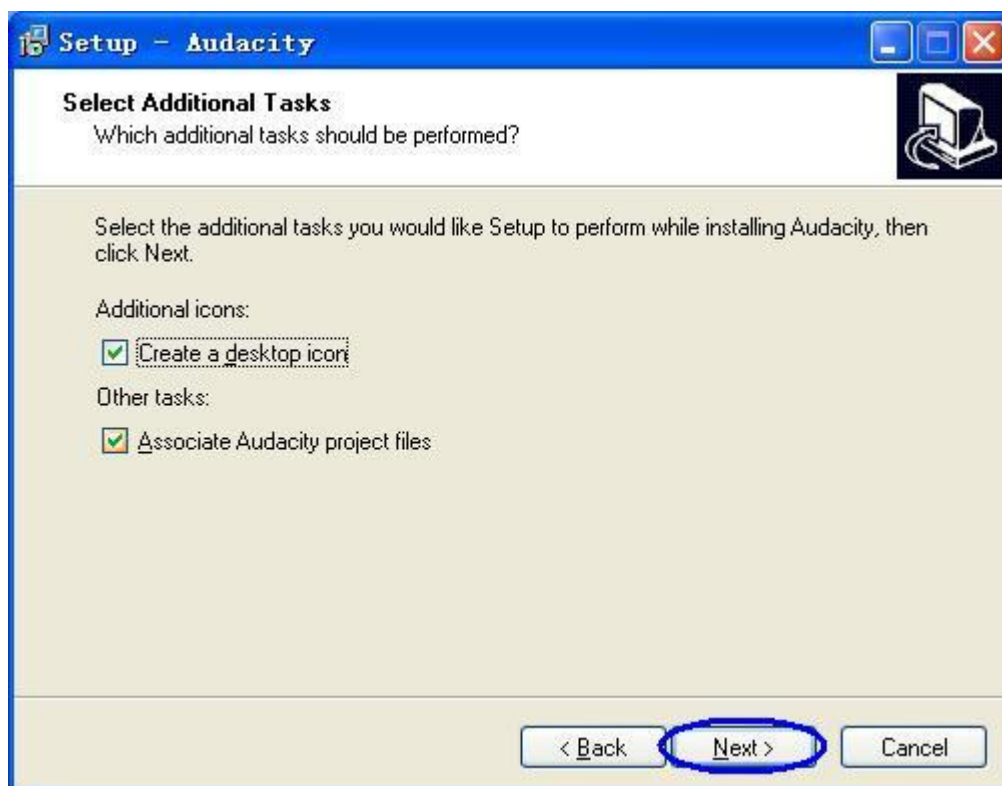 Setup - Audacity
Select Additional Tasks
Which additional tasks should be performed?
Select the additional tasks you would like Setup to perform while installing Audacity, then
click Next.
Additional icons:
Create a desktop icon
Other tasks:
Associate Audacity project files
< Back
Next >
Cancel